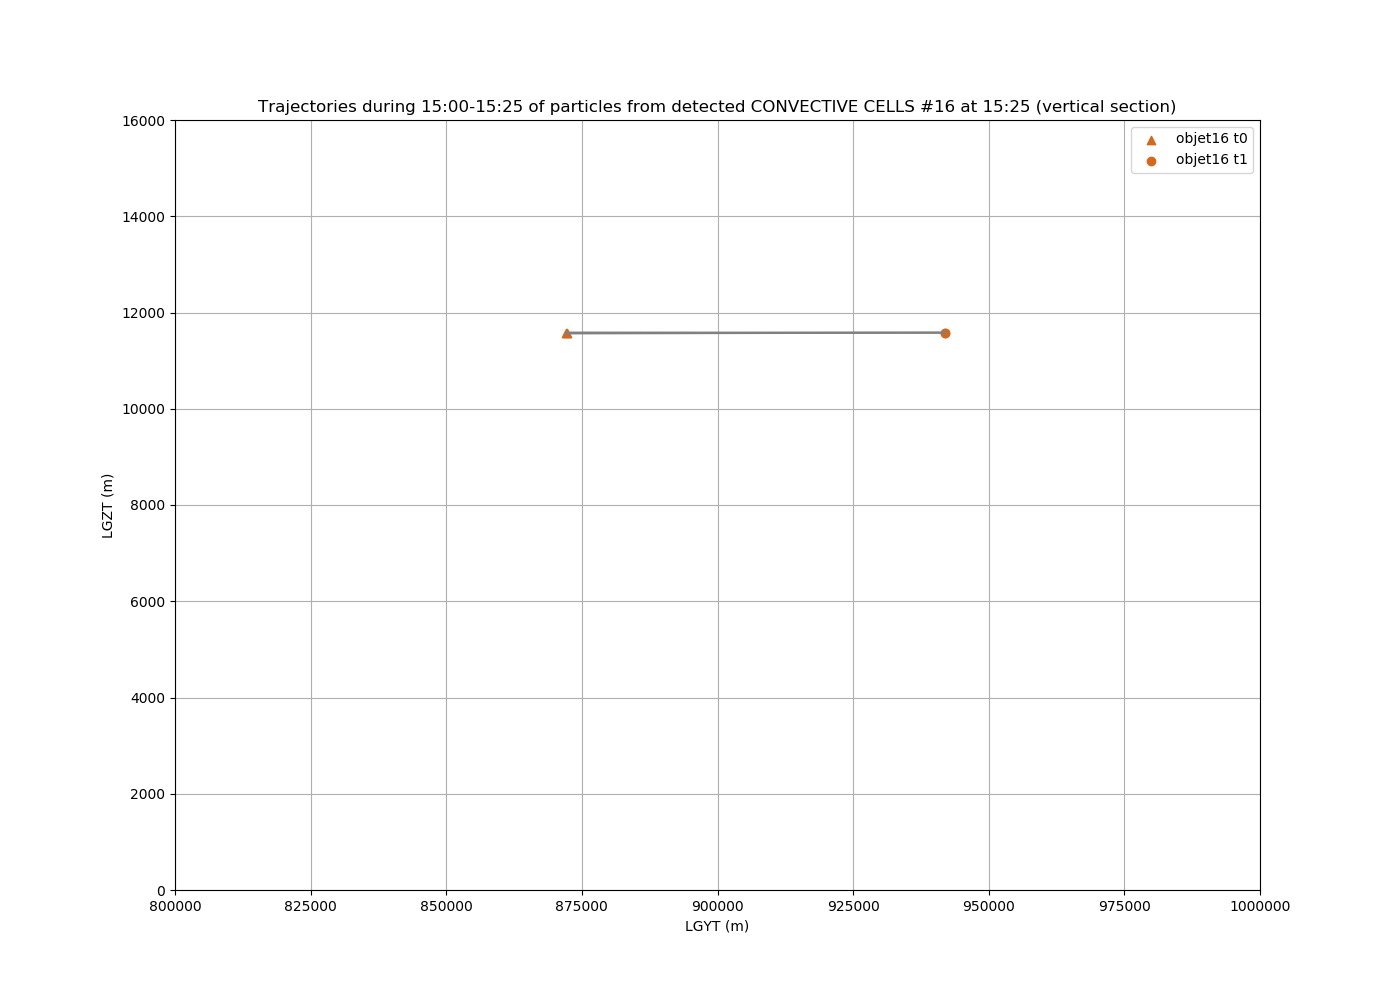 Trajectories during 15:00-15:25 of particles from detected CONVECTIVE CELLS #16 at 15:25 (vertical section)
objet16 t0
objet16 t1
16000
14000
12000
10000
8000
6000
4000
2000
0
LGZT (m)
800000 825000 850000 875000 900000 925000 950000 975000 1000000
LGYT (m)